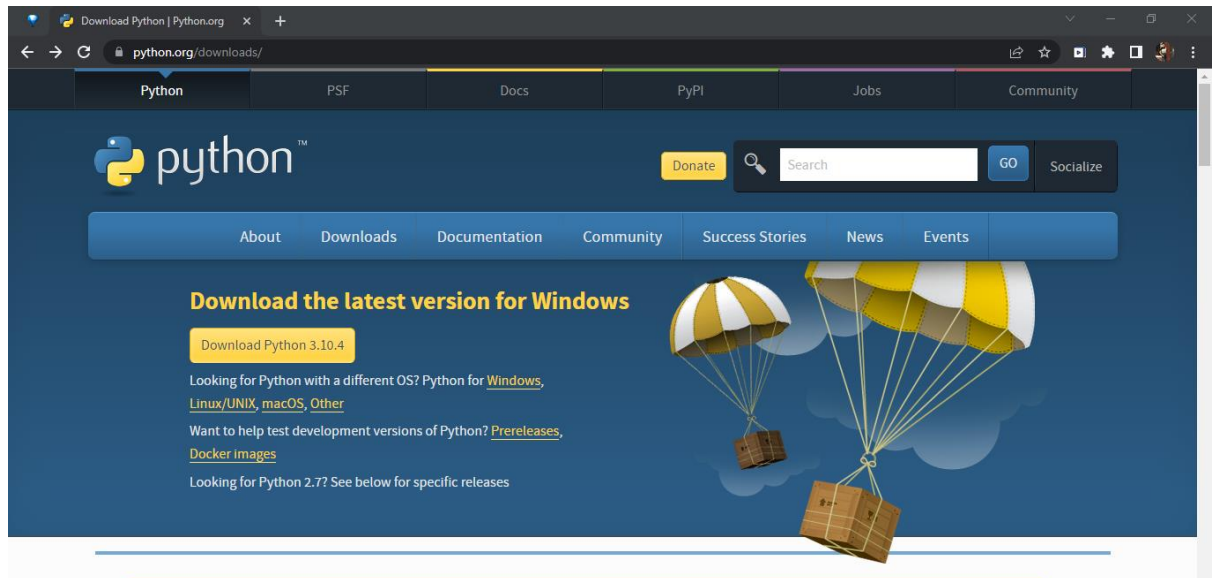 Download Python | Python.org
python.org/downloads/
Python PSF Docs PyPI Jobs Community
python™
Donate Search GO Socialize
About Downloads Documentation Community Success Stories News Events
Download the latest version for Windows
Download Python 3.10.4
Looking for Python with a different OS? Python for Windows,
Linux/UNIX, macOS, Other
Want to help test development versions of Python? Prereleases,
Docker images
Looking for Python 2.7? See below for specific releases